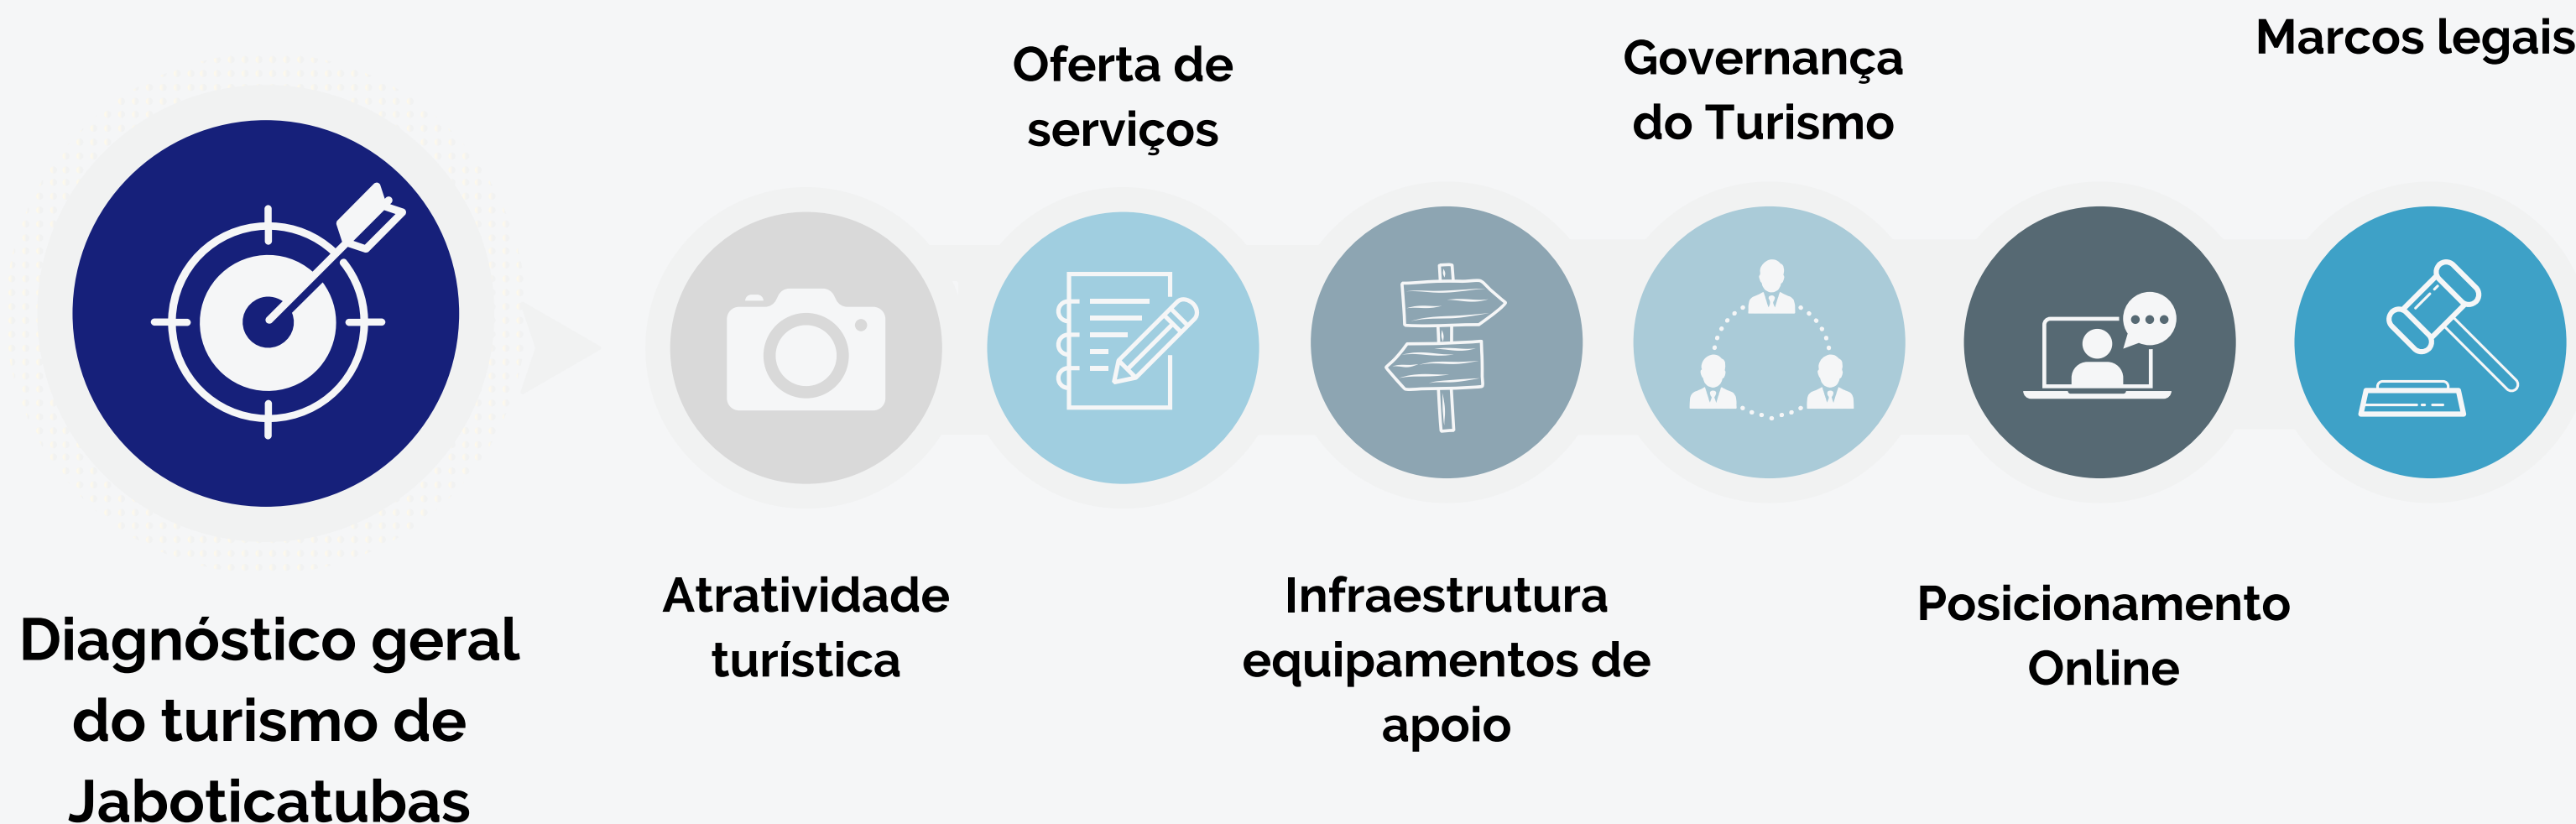 Diagnóstico geral
do turismo de
Jaboticatubas
Atratividade
turística
Oferta de
serviços
Infraestrutura
equipamentos de
apoio
Governança
do Turismo
Posicionamento
Online
Marcos legais